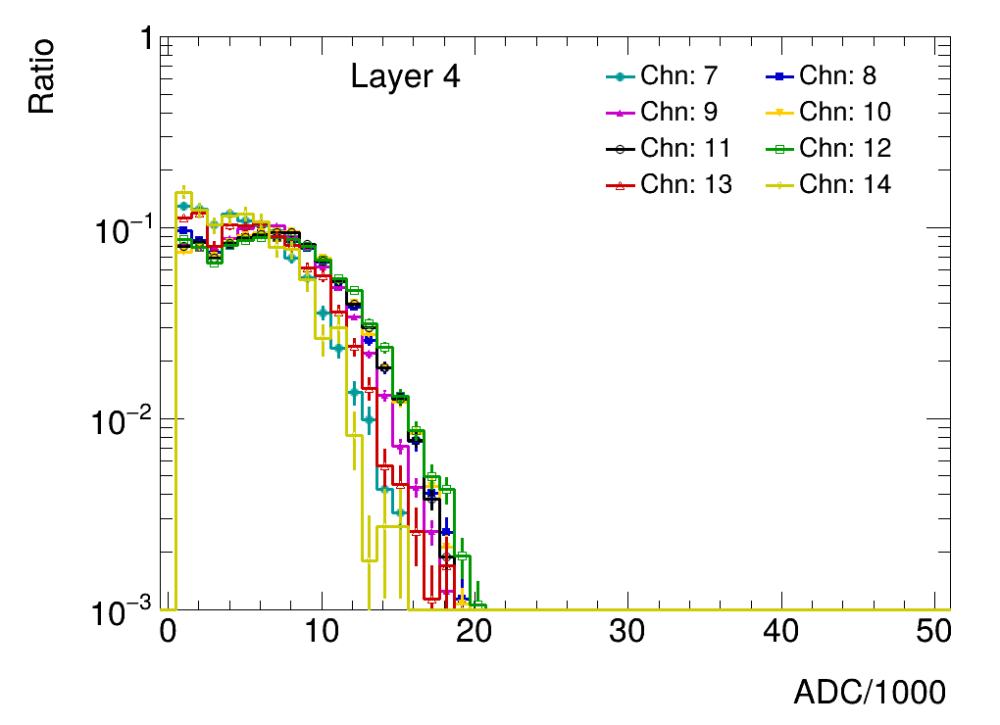 Layer 4
Chn: 7 Chn: 8
Chn: 9 Chn: 10
Chn: 11 Chn: 12
Chn: 13 Chn: 14
Ratio
1
10⁻¹
10⁻²
10⁻³
0 10 20 30 40 50
ADC/1000